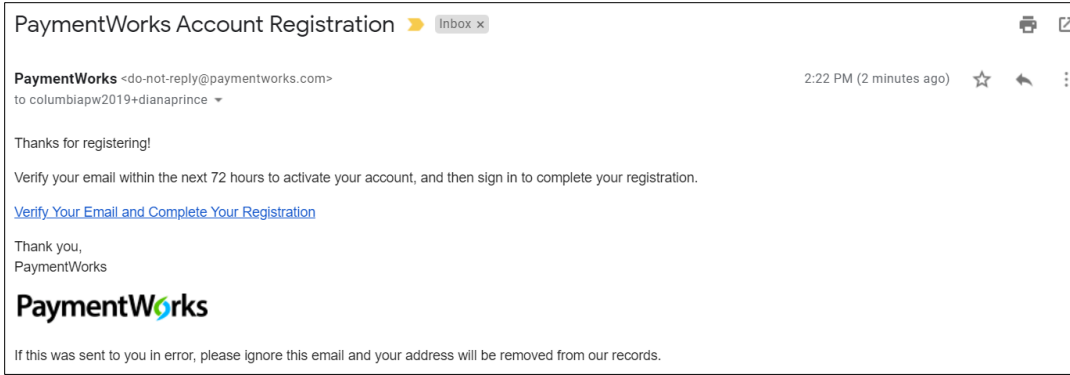 PaymentWorks Account Registration Inbox x
PaymentWorks <do-not-reply@paymentworks.com> 2:22 PM (2 minutes ago)
to columbiapw2019+dianaprince
Thanks for registering!
Verify your email within the next 72 hours to activate your account, and then sign in to complete your registration.
Verify Your Email and Complete Your Registration
Thank you,
PaymentWorks
PaymentWorks
If this was sent to you in error, please ignore this email and your address will be removed from our records.